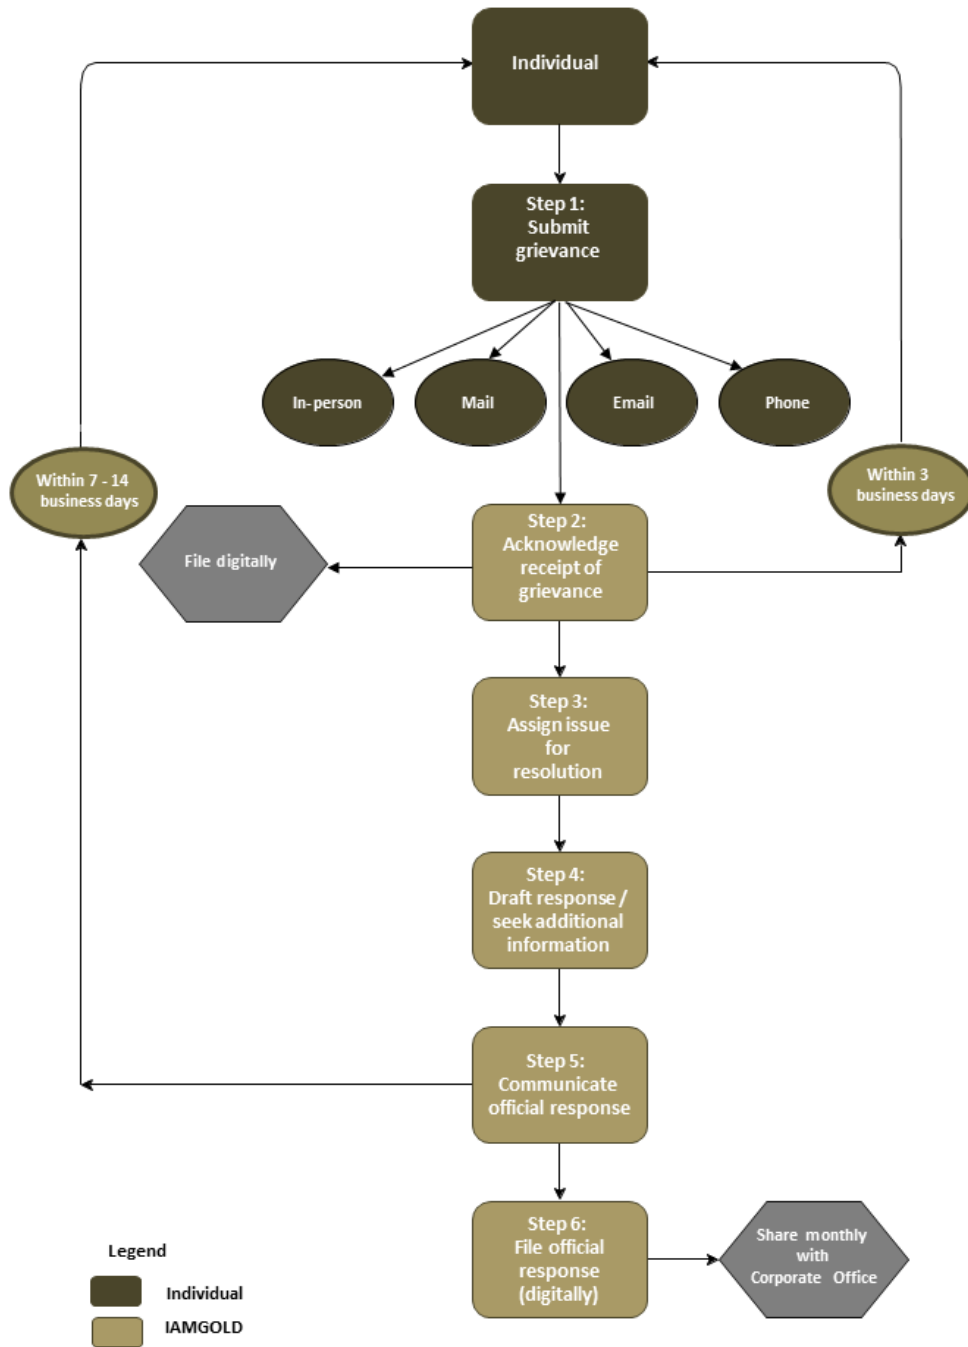 Individual
Step 1:
Submit
grievance
In-person
Mail
Email
Phone
Within 7 - 14
business days
Within 3
business days
File digitally
Step 2:
Acknowledge
receipt of
grievance
Step 3:
Assign issue
for
resolution
Step 4:
Draft response /
seek additional
information
Step 5:
Communicate
official response
Step 6:
File official
response
(digitally)
Share monthly
with
Corporate Office
Legend
Individual
IAMGOLD